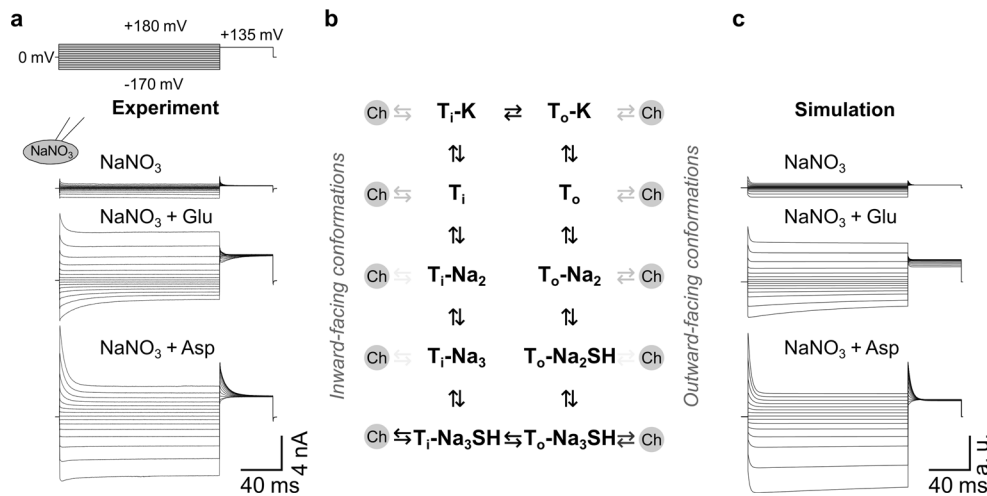 a
+180 mV
+135 mV
0 mV
-170 mV
Experiment
NaNO₃
NaNO₃
NaNO₃ + Glu
NaNO₃ + Asp
4 nA
40 ms
b
Inward-facing conformations
Ch ⇆ Tᵢ-K ⇄ Tₒ-K ⇄ Ch
⇅ ⇅
Ch ⇆ Tᵢ Tₒ ⇄ Ch
⇅ ⇅
Ch ⇆ Tᵢ-Na₂ Tₒ-Na₂ ⇄ Ch
⇅ ⇅
Ch ⇆ Tᵢ-Na₃ Tₒ-Na₂SH ⇄ Ch
⇅ ⇅
Ch ⇆ Tᵢ-Na₃SH ⇆ Tₒ-Na₃SH ⇄ Ch
Outward-facing conformations
c
Simulation
NaNO₃
NaNO₃ + Glu
NaNO₃ + Asp
a. u.
40 ms